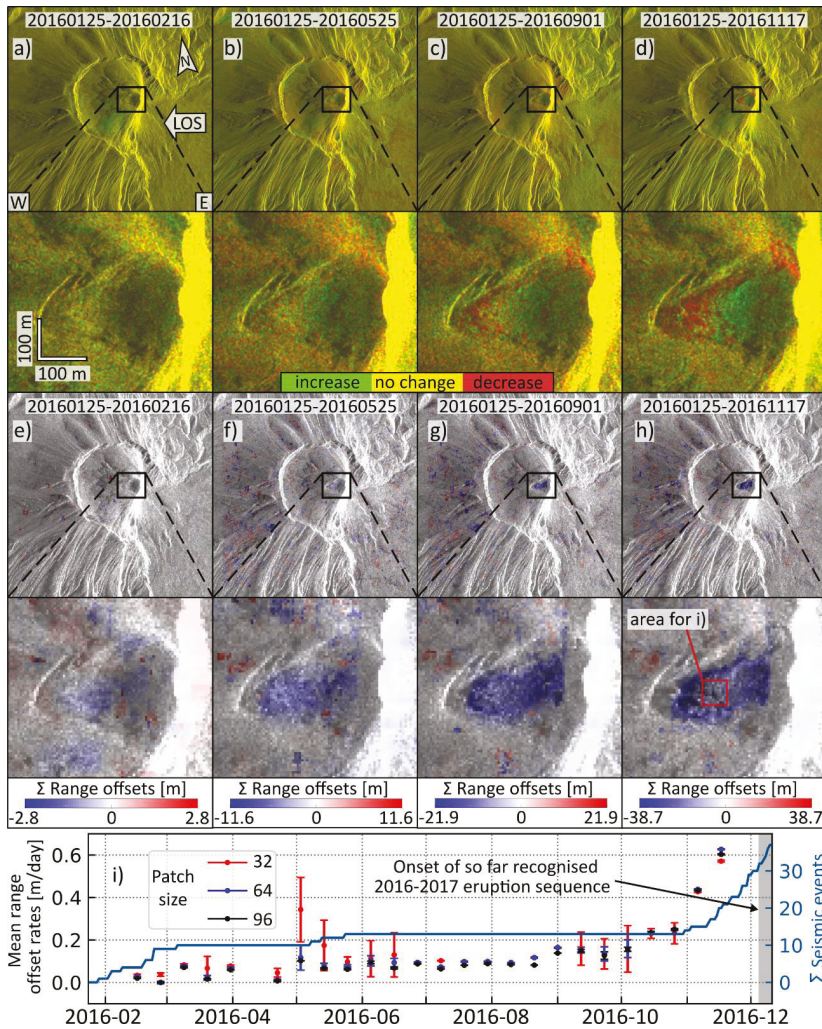 20160125-20160216 20160125-20160525 20160125-20160901 20160125-20161117
a) b) c) d)
N
LOS
W E
100 m
100 m
increase no change decrease
20160125-20160216 20160125-20160525 20160125-20160901 20160125-20161117
e) f) g) h)
area for i)
Σ Range offsets [m] Σ Range offsets [m] Σ Range offsets [m] Σ Range offsets [m]
-2.8 0 2.8 -11.6 0 11.6 -21.9 0 21.9 -38.7 0 38.7
i)
Patch
size
32
64
96
Onset of so far recognised
2016-2017 eruption sequence
Mean range
offset rates [m/day]
0.6
0.4
0.2
0.0
30
20
10
0
Σ Seismic events
2016-02 2016-04 2016-06 2016-08 2016-10 2016-12